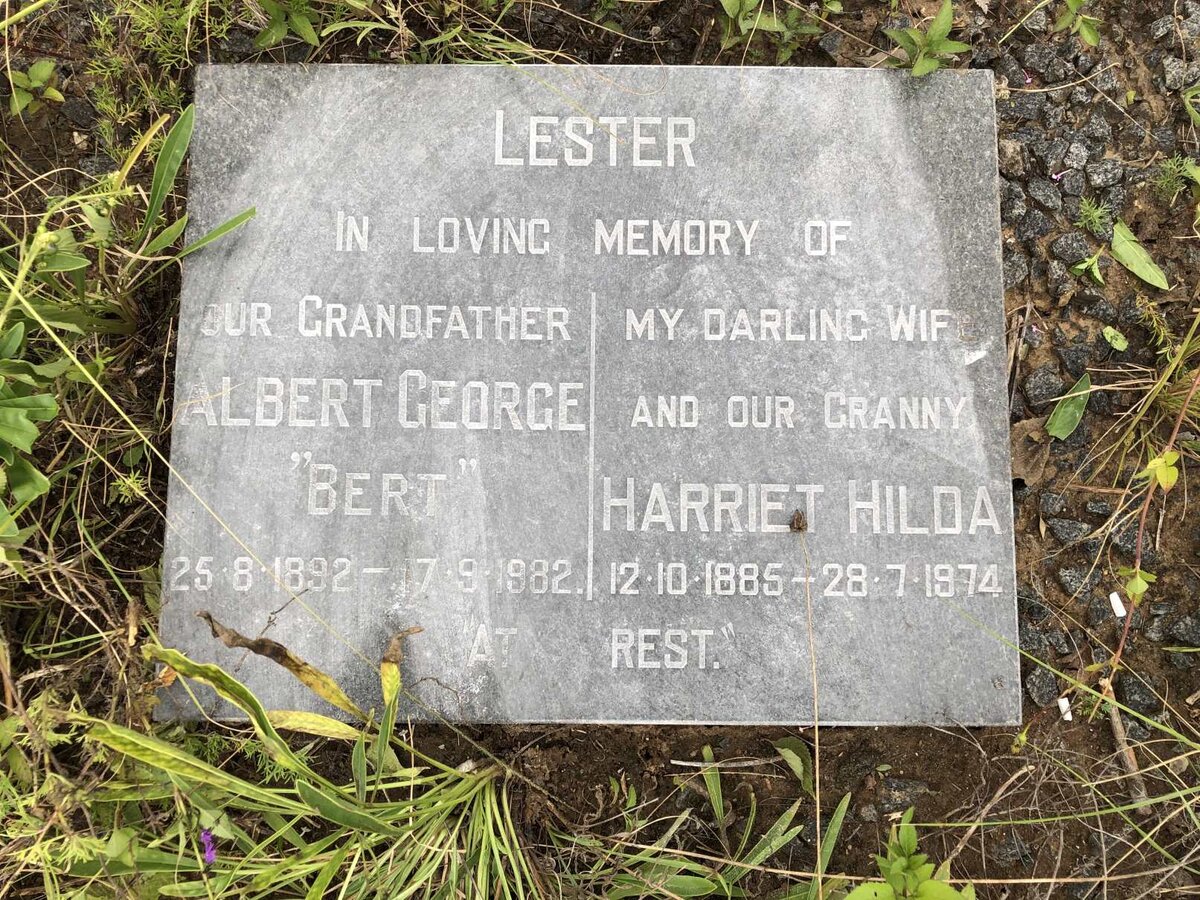 LESTER
IN LOVING MEMORY OF
OUR GRANDFATHER
ALBERT GEORGE
"BERT"
25·8·1892 – 17·9·1982.
MY DARLING WIFE
AND OUR GRANNY
HARRIET HILDA
12·10·1885 – 28·7·1974
"AT REST."